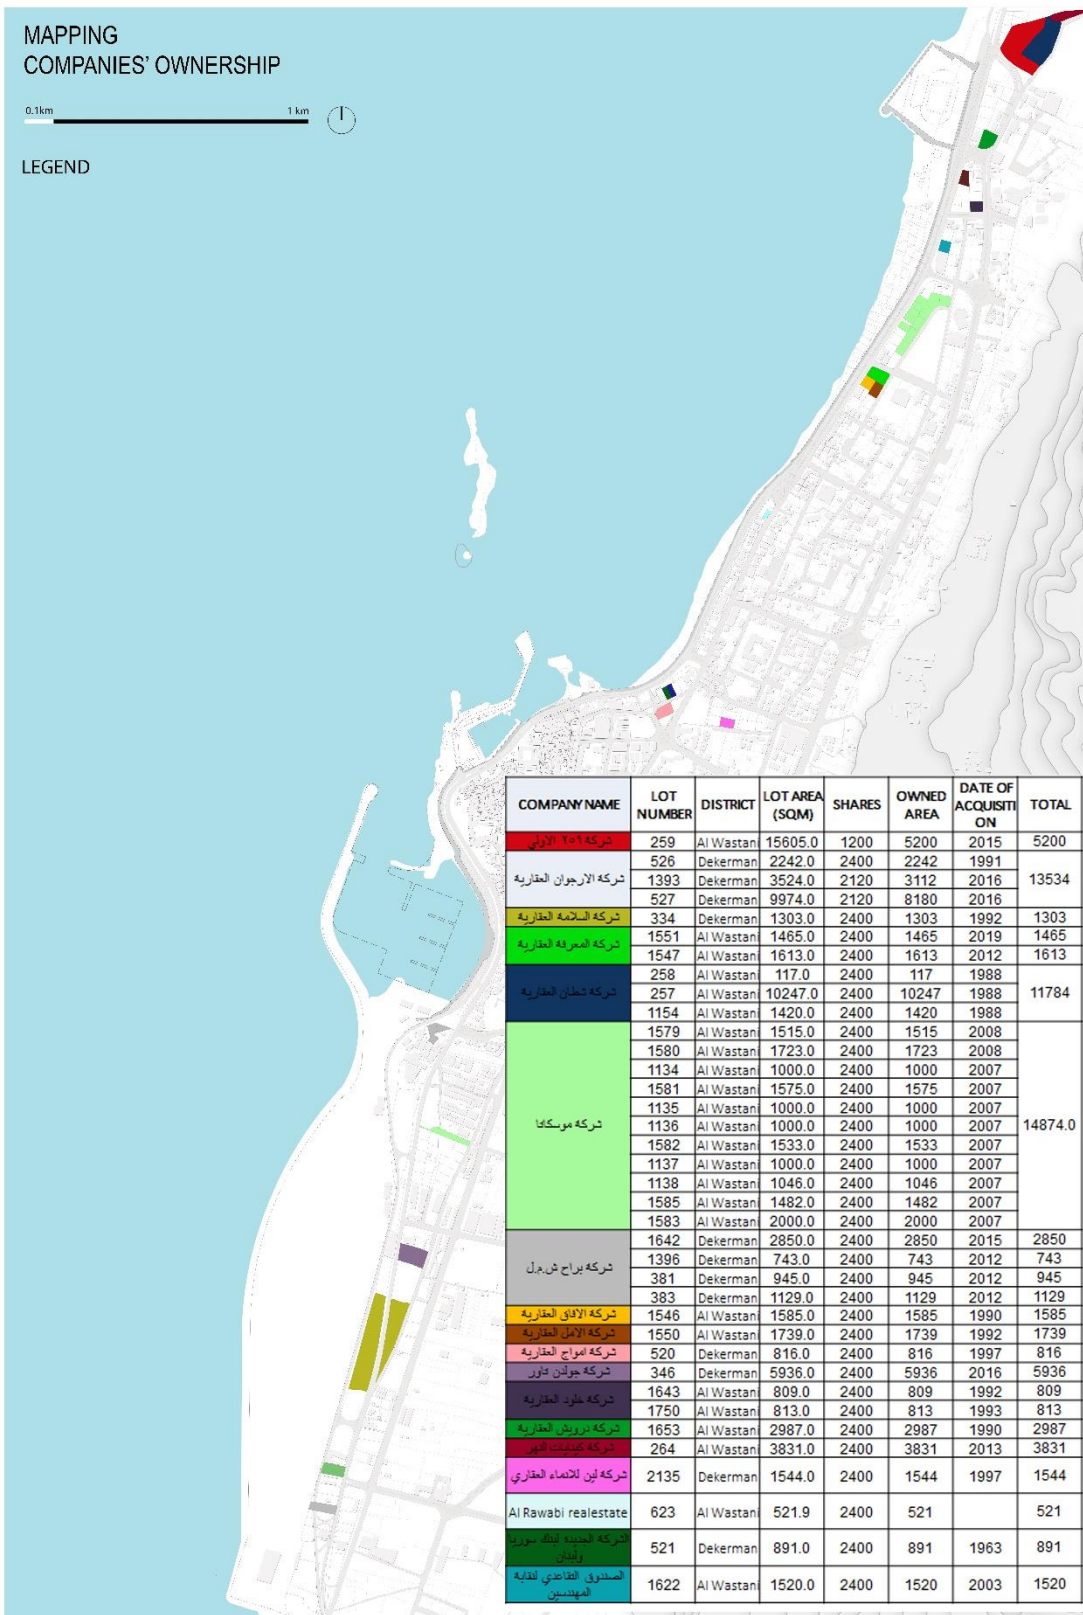 MAPPING
COMPANIES' OWNERSHIP
0.1km 1 km
LEGEND
COMPANY NAME LOT NUMBER DISTRICT LOT AREA (SQM) SHARES OWNED AREA DATE OF ACQUISITION TOTAL
شركة ٢٥٩ الاولى 259 Al Wastani 15605.0 1200 5200 2015 5200
شركة الارجوان العقارية 526 Dekerman 2242.0 2400 2242 1991 13534
1393 Dekerman 3524.0 2120 3112 2016
527 Dekerman 9974.0 2120 8180 2016
شركة السلامة العقارية 334 Dekerman 1303.0 2400 1303 1992 1303
شركة المعرفة العقارية 1551 Al Wastani 1465.0 2400 1465 2019 1465
1547 Al Wastani 1613.0 2400 1613 2012 1613
شركة شطان العقارية 258 Al Wastani 117.0 2400 117 1988 11784
257 Al Wastani 10247.0 2400 10247 1988
1154 Al Wastani 1420.0 2400 1420 1988
شركة موسكادا 1579 Al Wastani 1515.0 2400 1515 2008 14874.0
1580 Al Wastani 1723.0 2400 1723 2008
1134 Al Wastani 1000.0 2400 1000 2007
1581 Al Wastani 1575.0 2400 1575 2007
1135 Al Wastani 1000.0 2400 1000 2007
1136 Al Wastani 1000.0 2400 1000 2007
1582 Al Wastani 1533.0 2400 1533 2007
1137 Al Wastani 1000.0 2400 1000 2007
1138 Al Wastani 1046.0 2400 1046 2007
1585 Al Wastani 1482.0 2400 1482 2007
1583 Al Wastani 2000.0 2400 2000 2007
شركة براح ش.م.ل 1642 Dekerman 2850.0 2400 2850 2015 2850
1396 Dekerman 743.0 2400 743 2012 743
381 Dekerman 945.0 2400 945 2012 945
383 Dekerman 1129.0 2400 1129 2012 1129
شركة الافاق العقارية 1546 Al Wastani 1585.0 2400 1585 1990 1585
شركة الامل العقارية 1550 Al Wastani 1739.0 2400 1739 1992 1739
شركة امواج العقارية 520 Dekerman 816.0 2400 816 1997 816
شركة جولدن تاور 346 Dekerman 5936.0 2400 5936 2016 5936
شركة خلود العقارية 1643 Al Wastani 809.0 2400 809 1992 809
1750 Al Wastani 813.0 2400 813 1993 813
شركة درويش العقارية 1653 Al Wastani 2987.0 2400 2987 1990 2987
شركة النهر 264 Al Wastani 3831.0 2400 3831 2013 3831
شركة لين للانماء العقاري 2135 Dekerman 1544.0 2400 1544 1997 1544
Al Rawabi realestate 623 Al Wastani 521.9 2400 521 521
الشركة الجديدة لبنك سوريا ولبنان 521 Dekerman 891.0 2400 891 1963 891
الصندوق التقاعدي لنقابة المهندسين 1622 Al Wastani 1520.0 2400 1520 2003 1520